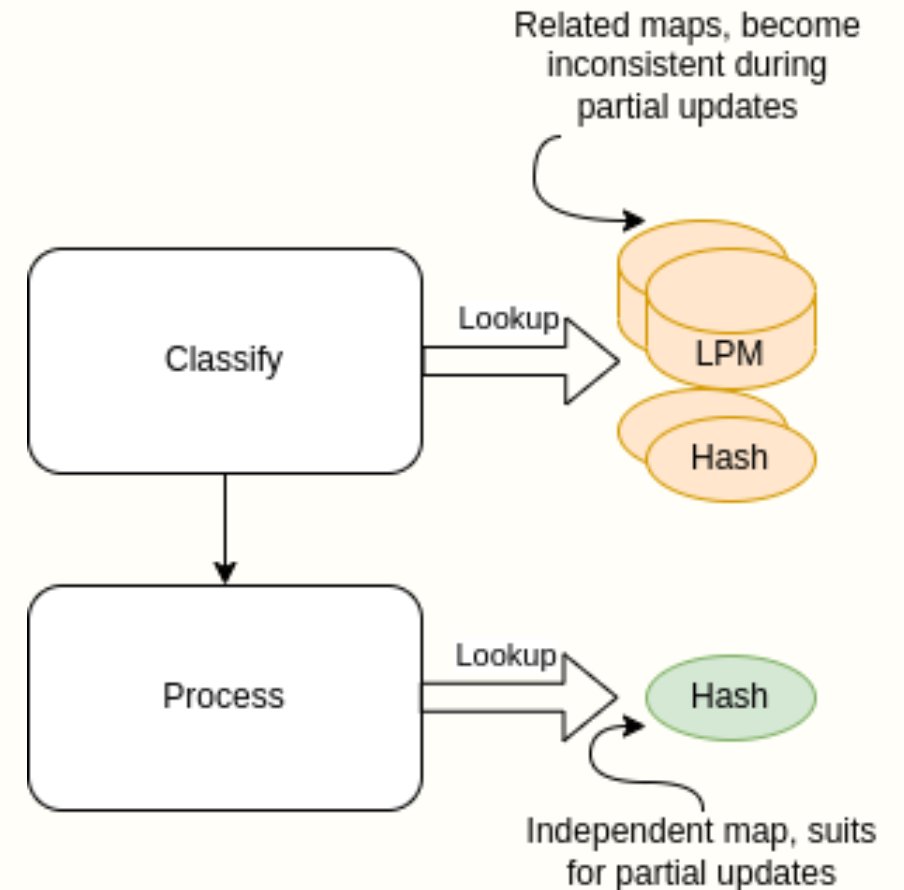 Related maps, become
inconsistent during
partial updates
Lookup
Classify
LPM
Hash
Lookup
Process
Hash
Independent map, suits
for partial updates